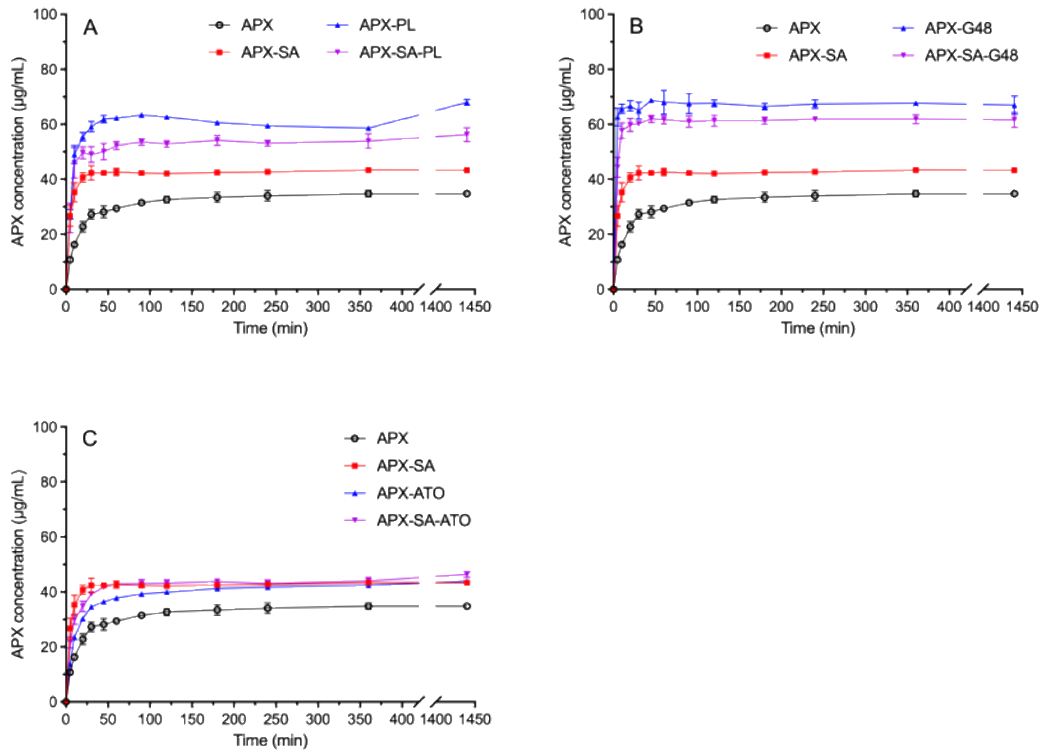 A
APX
APX-PL
APX-SA
APX-SA-PL
APX concentration (µg/mL)
100
80
60
40
20
0
0 50 100 150 200 250 300 350 400 1400 1450
Time (min)
B
APX
APX-G48
APX-SA
APX-SA-G48
APX concentration (µg/mL)
100
80
60
40
20
0
0 50 100 150 200 250 300 350 400 1400 1450
Time (min)
C
APX
APX-SA
APX-ATO
APX-SA-ATO
APX concentration (µg/mL)
100
80
60
40
20
0
0 50 100 150 200 250 300 350 400 1400 1450
Time (min)